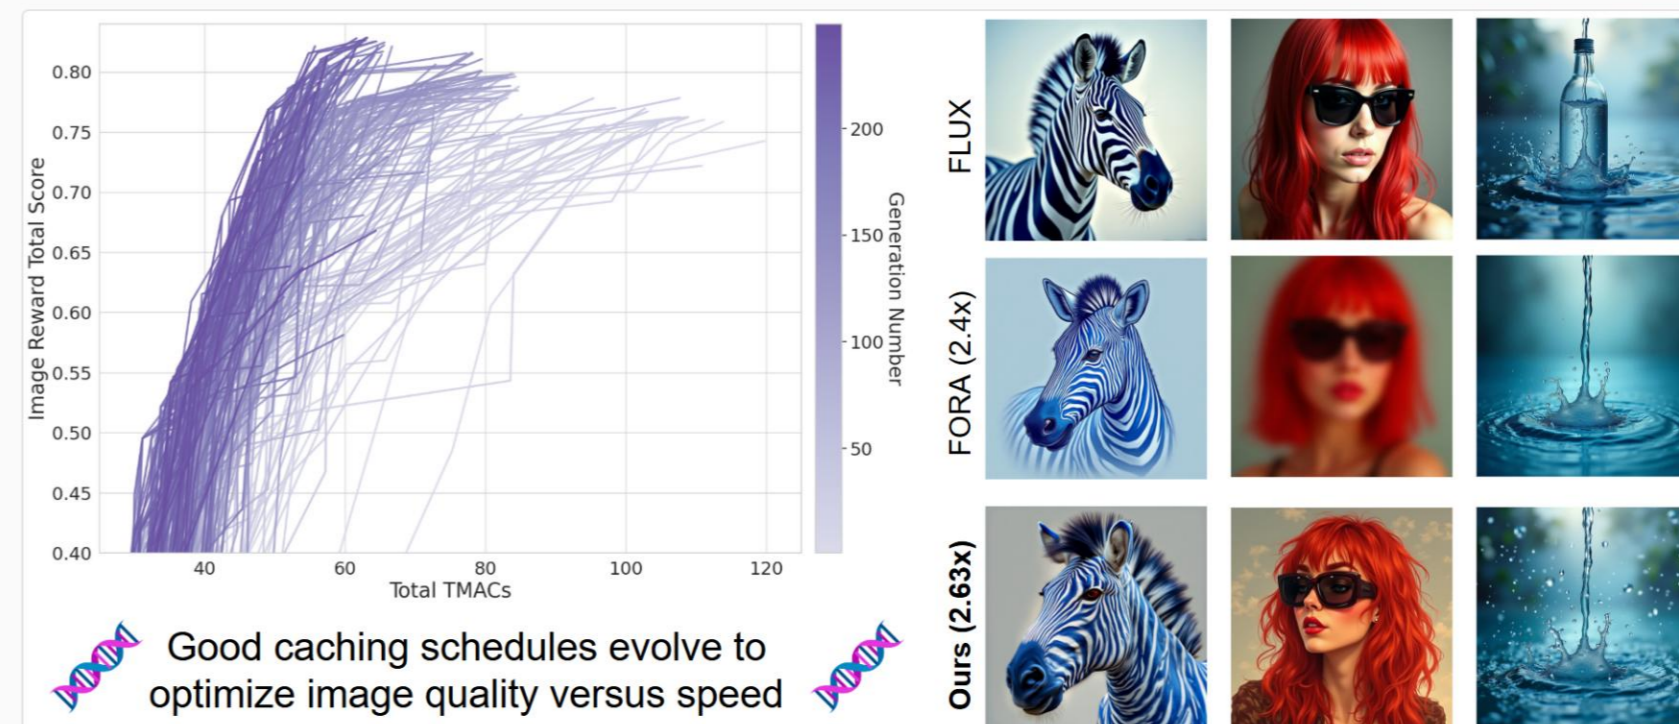 Image Reward Total Score
0.80
0.75
0.70
0.65
0.60
0.55
0.50
0.45
0.40
40
60
80
100
120
Total TMACs
200
150
100
50
Generation Number
Good caching schedules evolve to
optimize image quality versus speed
FLUX
FORA (2.4x)
Ours (2.63x)